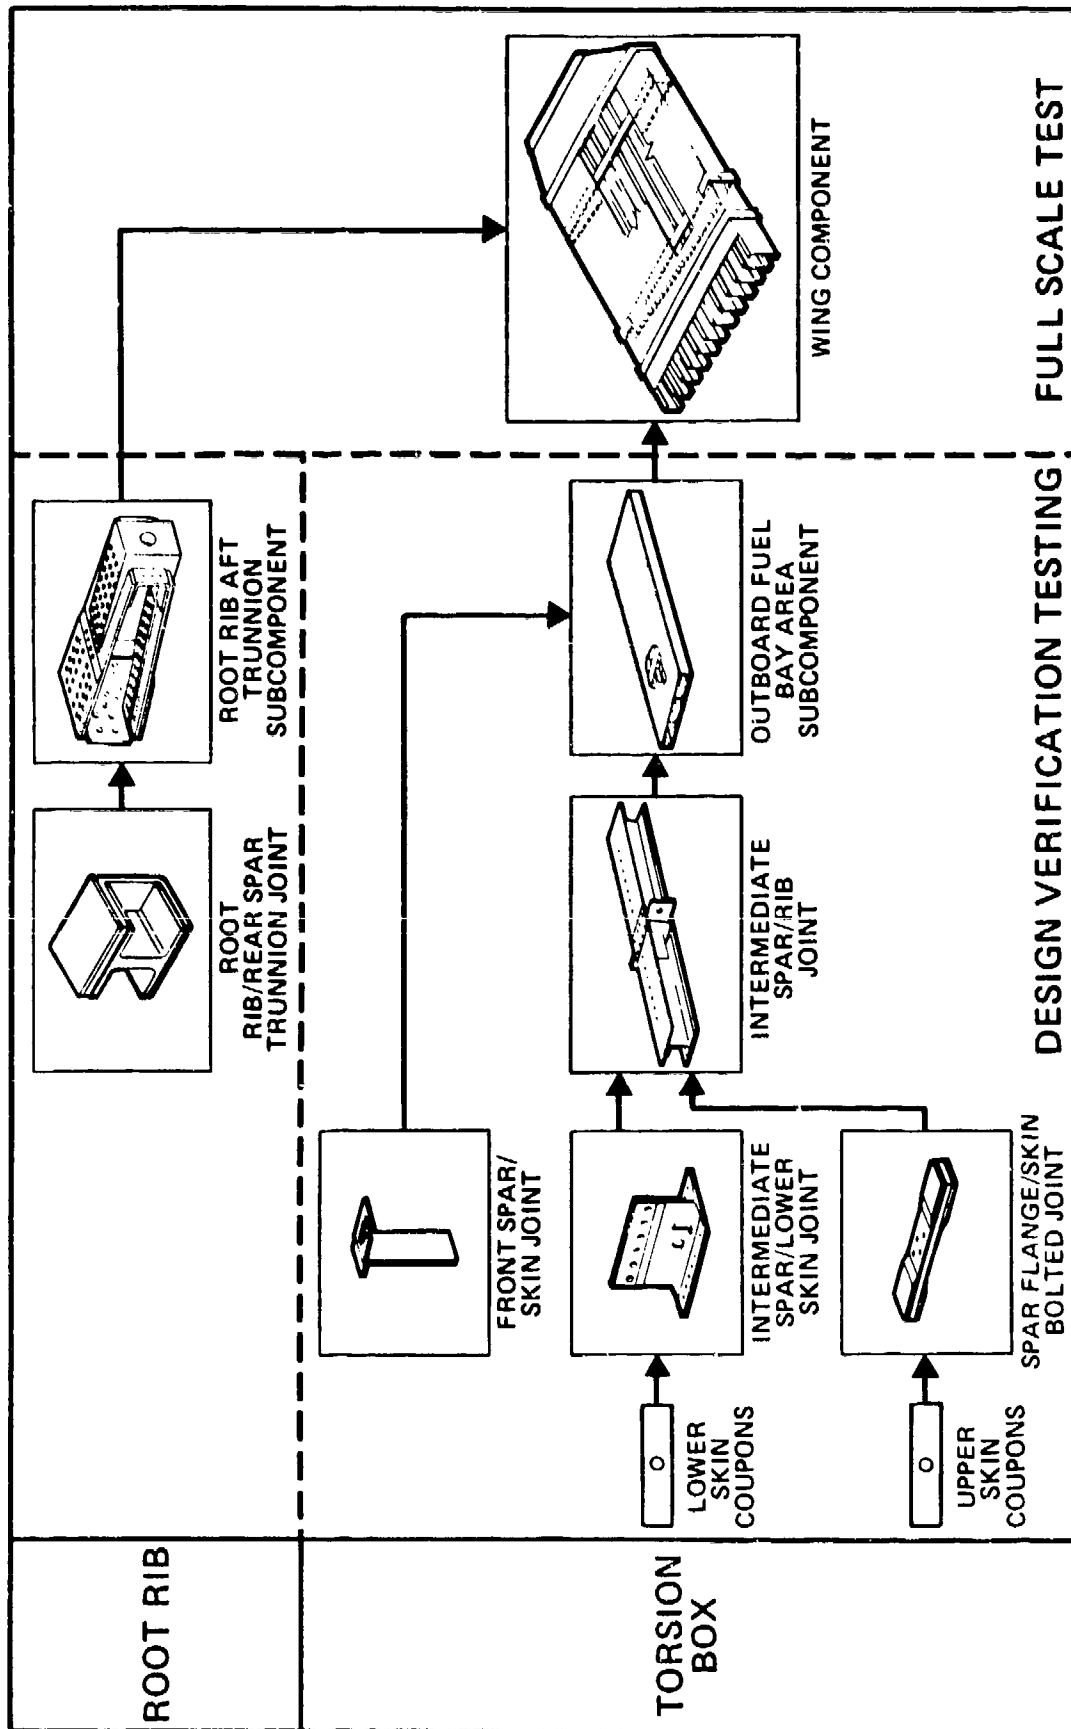 ROOT RIB
ROOT
RIB/REAR SPAR
TRUNNION JOINT
ROOT RIB AFT
TRUNNION
SUBCOMPONENT
TORSION
BOX
FRONT SPAR/
SKIN JOINT
LOWER
SKIN
COUPONS
INTERMEDIATE
SPAR/LOWER
SKIN JOINT
INTERMEDIATE
SPAR/RIB
JOINT
OUTBOARD FUEL
BAY AREA
SUBCOMPONENT
WING COMPONENT
UPPER
SKIN
COUPONS
SPAR FLANGE/SKIN
BOLTED JOINT
DESIGN VERIFICATION TESTING
FULL SCALE TEST